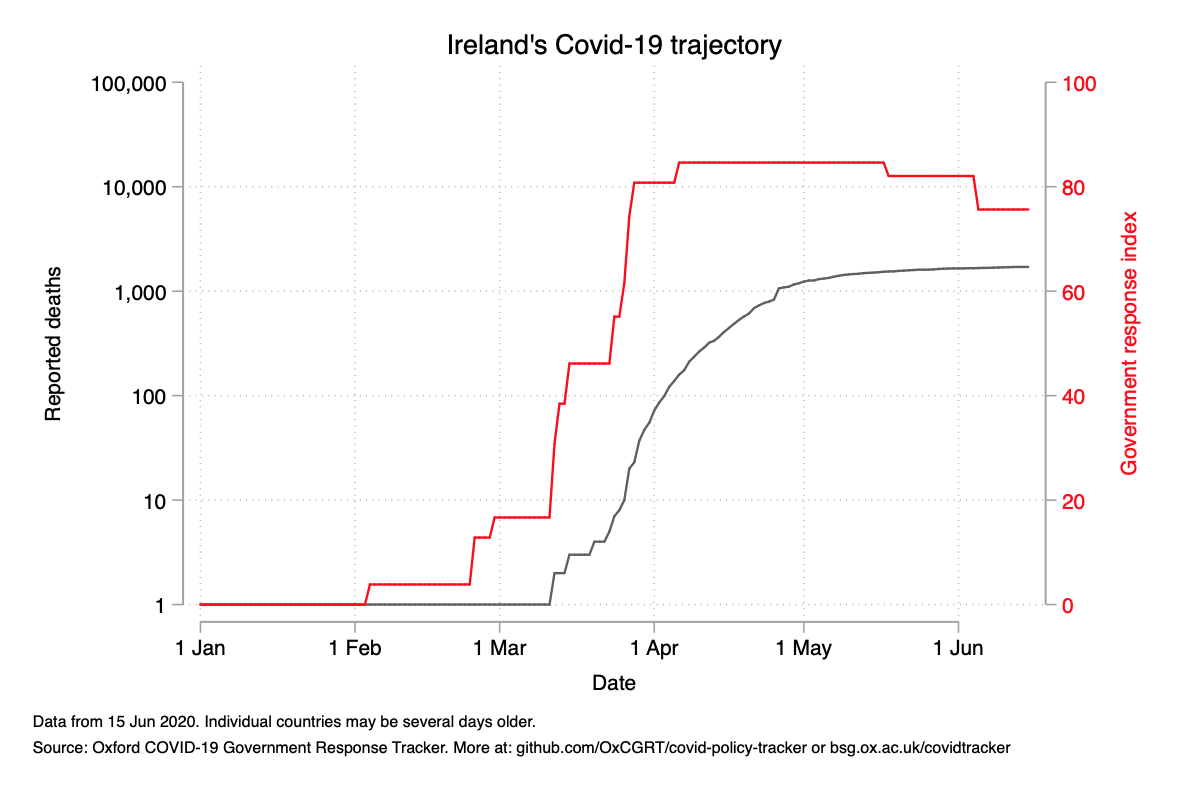 Ireland's Covid-19 trajectory
100,000
10,000
1,000
100
10
1
Reported deaths
100
80
60
40
20
0
Government response index
1 Jan
1 Feb
1 Mar
1 Apr
1 May
1 Jun
Date
Data from 15 Jun 2020. Individual countries may be several days older.
Source: Oxford COVID-19 Government Response Tracker. More at: github.com/OxCGRT/covid-policy-tracker or bsg.ox.ac.uk/covidtracker